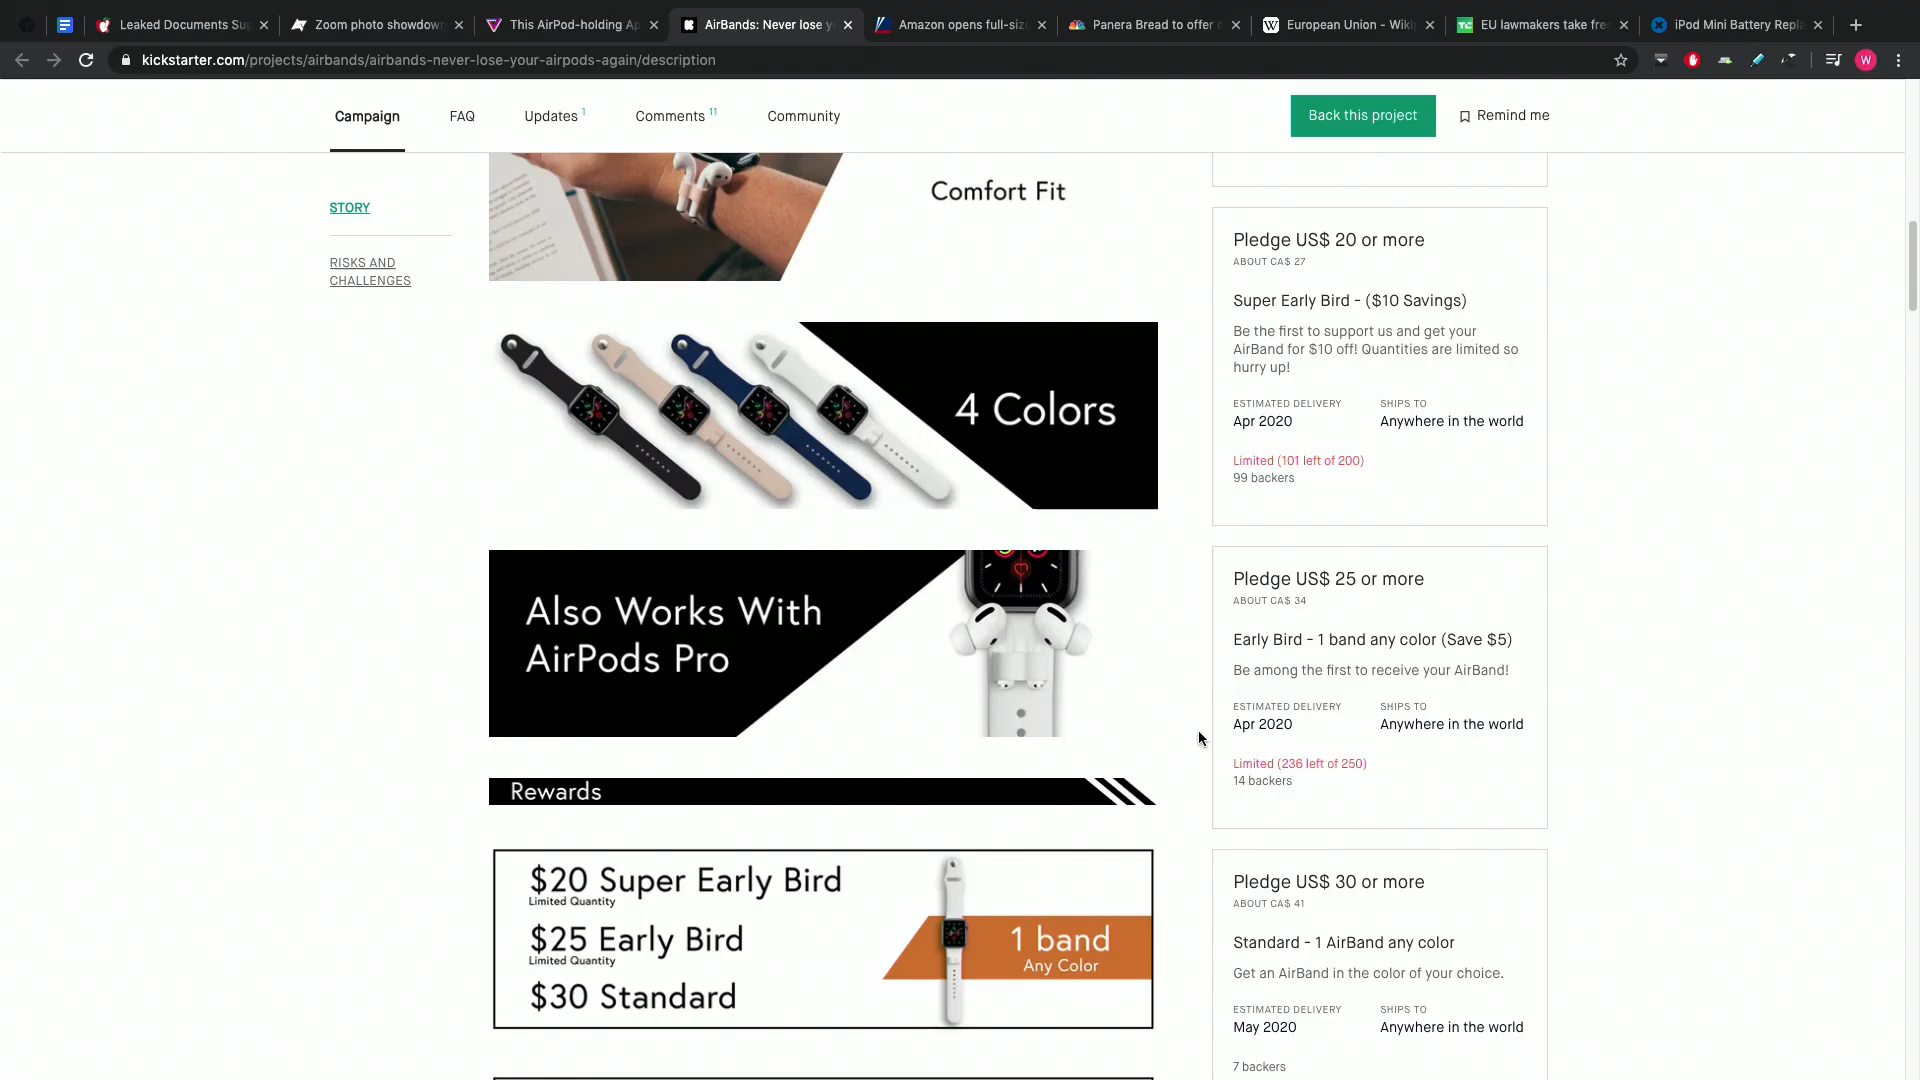 Leaked Documents Su
Zoom photo showdown
This AirPod-holding Ap
AirBands: Never lose y
Amazon opens full-size
Panera Bread to offer c
European Union - Wiki
EU lawmakers take fres
iPod Mini Battery Repla
kickstarter.com/projects/airbands/airbands-never-lose-your-airpods-again/description
W
Campaign
FAQ
Updates 1
Comments 11
Community
Back this project
Remind me
STORY
RISKS AND
CHALLENGES
Comfort Fit
4 Colors
Also Works With
AirPods Pro
Rewards
$20 Super Early Bird
Limited Quantity
$25 Early Bird
Limited Quantity
$30 Standard
1 band
Any Color
Pledge US$ 20 or more
ABOUT CA$ 27
Super Early Bird - ($10 Savings)
Be the first to support us and get your
AirBand for $10 off! Quantities are limited so
hurry up!
ESTIMATED DELIVERY
Apr 2020
SHIPS TO
Anywhere in the world
Limited (101 left of 200)
99 backers
Pledge US$ 25 or more
ABOUT CA$ 34
Early Bird - 1 band any color (Save $5)
Be among the first to receive your AirBand!
ESTIMATED DELIVERY
Apr 2020
SHIPS TO
Anywhere in the world
Limited (236 left of 250)
14 backers
Pledge US$ 30 or more
ABOUT CA$ 41
Standard - 1 AirBand any color
Get an AirBand in the color of your choice.
ESTIMATED DELIVERY
May 2020
SHIPS TO
Anywhere in the world
7 backers